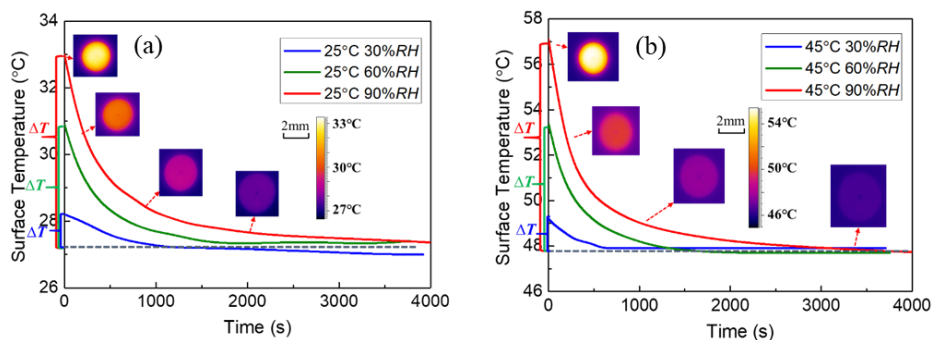 (a)
25°C 30%RH
25°C 60%RH
25°C 90%RH
2mm
33°C
30°C
27°C
ΔT
ΔT
ΔT
34
32
30
28
26
Surface Temperature (°C)
0
1000
2000
3000
4000
Time (s)
(b)
45°C 30%RH
45°C 60%RH
45°C 90%RH
2mm
54°C
52°C
49°C
46°C
ΔT
ΔT
ΔT
58
56
54
52
50
48
46
Surface Temperature (°C)
0
1000
2000
3000
4000
Time (s)